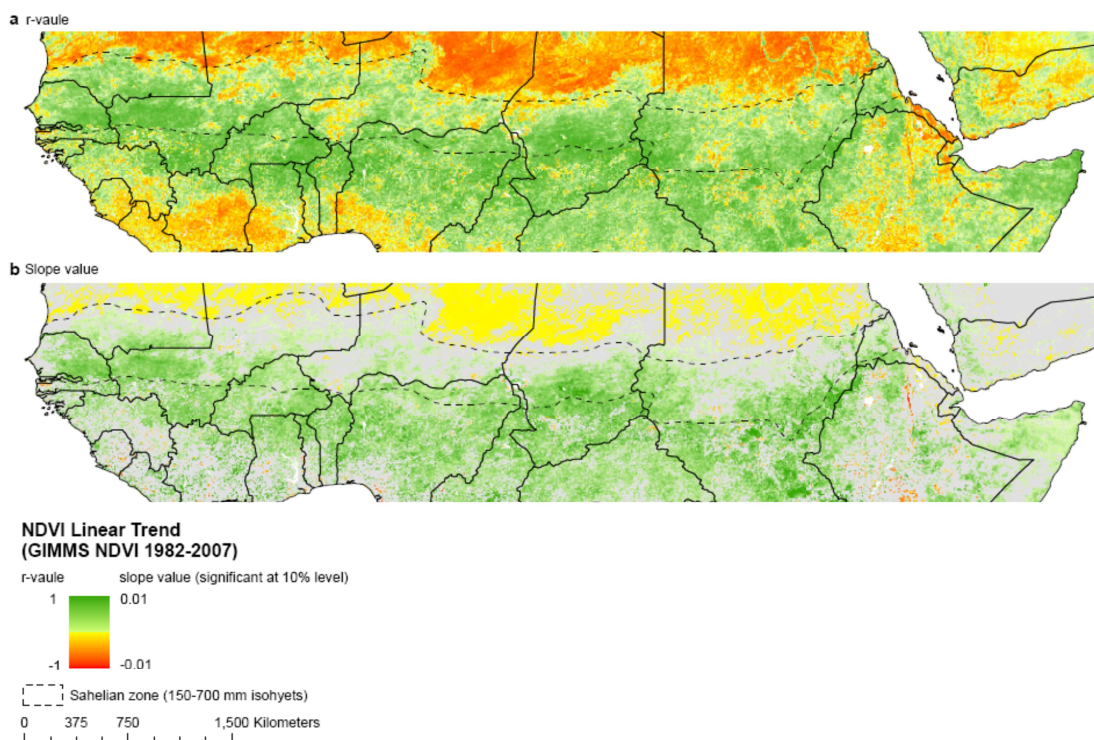 a r-vaule
b Slope value
NDVI Linear Trend
(GIMMS NDVI 1982-2007)
r-vaule slope value (significant at 10% level)
1 0.01
-1 -0.01
Sahelian zone (150-700 mm isohyets)
0 375 750 1,500 Kilometers